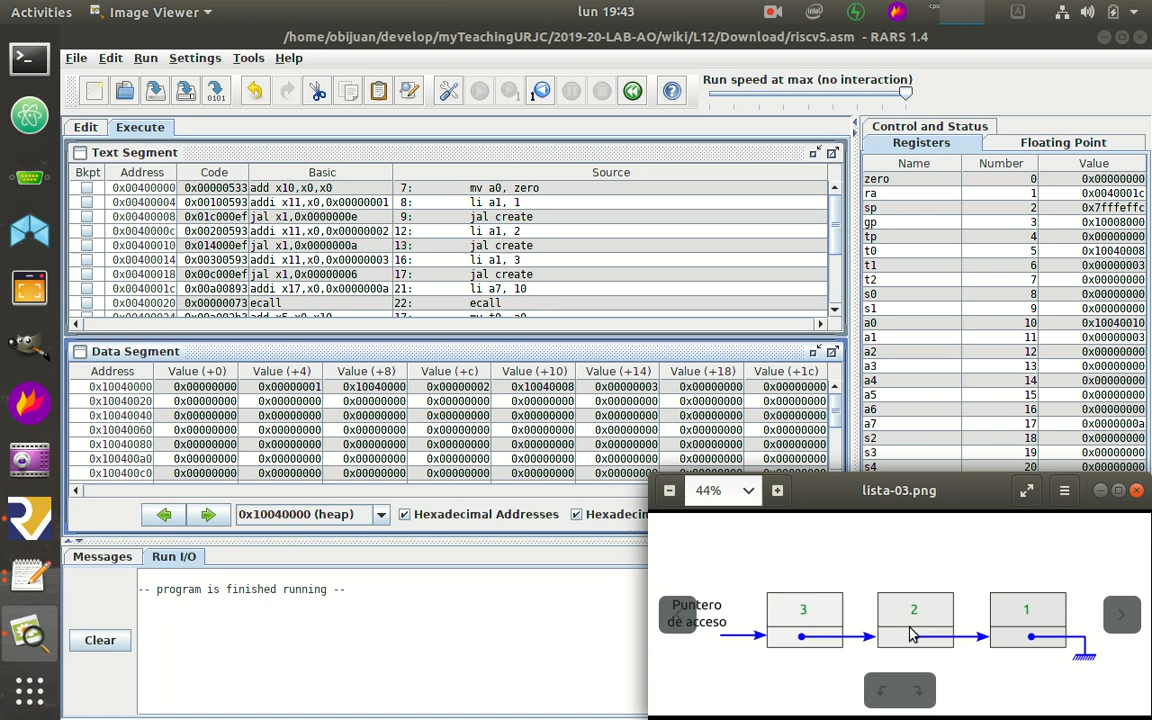 Activities Image Viewer lun 19:43 cpu A
/home/obijuan/develop/myTeachingURJC/2019-20-LAB-AO/wiki/L12/Download/riscv5.asm - RARS 1.4
File Edit Run Settings Tools Help
Run speed at max (no interaction)
Edit Execute
Text Segment
Bkpt Address Code Basic Source
0x00400000 0x00000533 add x10,x0,x0 7: mv a0, zero
0x00400004 0x00100593 addi x11,x0,0x00000001 8: li a1, 1
0x00400008 0x01c000ef jal x1,0x0000000e 9: jal create
0x0040000c 0x00200593 addi x11,x0,0x00000002 12: li a1, 2
0x00400010 0x014000ef jal x1,0x0000000a 13: jal create
0x00400014 0x00300593 addi x11,x0,0x00000003 16: li a1, 3
0x00400018 0x00c000ef jal x1,0x00000006 17: jal create
0x0040001c 0x00a00893 addi x17,x0,0x0000000a 21: li a7, 10
0x00400020 0x00000073 ecall 22: ecall
Data Segment
Address Value (+0) Value (+4) Value (+8) Value (+c) Value (+10) Value (+14) Value (+18) Value (+1c)
0x10040000 0x00000000 0x00000001 0x10040000 0x00000002 0x10040008 0x00000003 0x00000000 0x00000000
0x10040020 0x00000000 0x00000000 0x00000000 0x00000000 0x00000000 0x00000000 0x00000000 0x00000000
0x10040040 0x00000000 0x00000000 0x00000000 0x00000000 0x00000000 0x00000000 0x00000000 0x00000000
0x10040060 0x00000000 0x00000000 0x00000000 0x00000000 0x00000000 0x00000000 0x00000000 0x00000000
0x10040080 0x00000000 0x00000000 0x00000000 0x00000000 0x00000000 0x00000000 0x00000000 0x00000000
0x100400a0 0x00000000 0x00000000 0x00000000 0x00000000 0x00000000 0x00000000 0x00000000 0x00000000
0x100400c0 0x00000000 0x00000000 0x00000000 0x00000000 0x00000000 0x00000000 0x00000000 0x00000000
0x10040000 (heap) Hexadecimal Addresses Hexadecim
Messages Run I/O
-- program is finished running --
Clear
Control and Status
Registers Floating Point
Name Number Value
zero 0 0x00000000
ra 1 0x0040001c
sp 2 0x7fffeffc
gp 3 0x10008000
tp 4 0x00000000
t0 5 0x10040008
t1 6 0x00000003
t2 7 0x00000000
s0 8 0x00000000
s1 9 0x00000000
a0 10 0x10040010
a1 11 0x00000003
a2 12 0x00000000
a3 13 0x00000000
a4 14 0x00000000
a5 15 0x00000000
a6 16 0x00000000
a7 17 0x0000000a
s2 18 0x00000000
s3 19 0x00000000
s4 20 0x00000000
44% lista-03.png
Puntero
de acceso
3 2 1